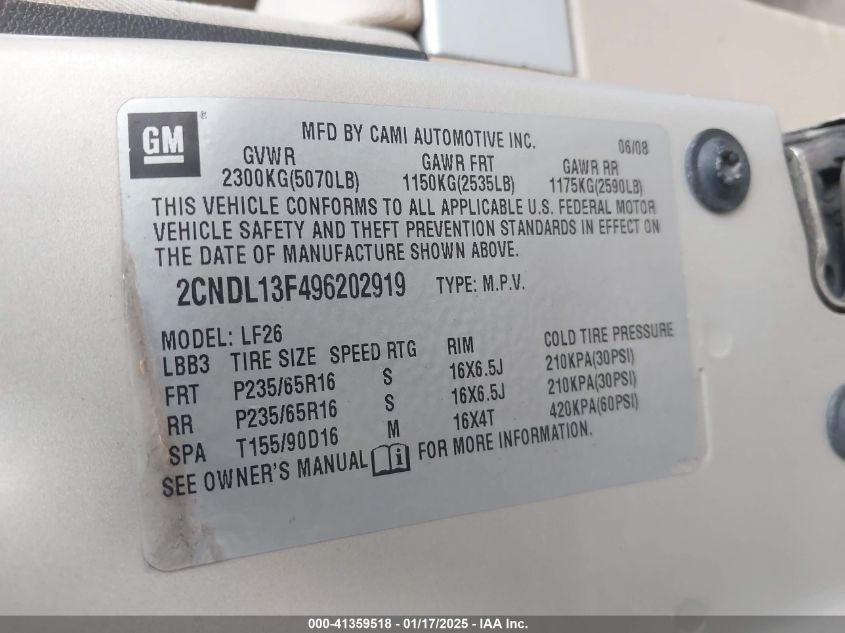 GM
MFD BY CAMI AUTOMOTIVE INC.
06/08
GVWR GAWR FRT GAWR RR
2300KG(5070LB) 1150KG(2535LB) 1175KG(2590LB)
THIS VEHICLE CONFORMS TO ALL APPLICABLE U.S. FEDERAL MOTOR
VEHICLE SAFETY AND THEFT PREVENTION STANDARDS IN EFFECT ON
THE DATE OF MANUFACTURE SHOWN ABOVE.
2CNDL13F496202919 TYPE: M.P.V.
MODEL: LF26
LBB3 TIRE SIZE SPEED RTG RIM COLD TIRE PRESSURE
FRT P235/65R16 S 16X6.5J 210KPA(30PSI)
RR P235/65R16 S 16X6.5J 210KPA(30PSI)
SPA T155/90D16 M 16X4T 420KPA(60PSI)
SEE OWNER'S MANUAL i FOR MORE INFORMATION.
000-41359518 - 01/17/2025 - IAA Inc.